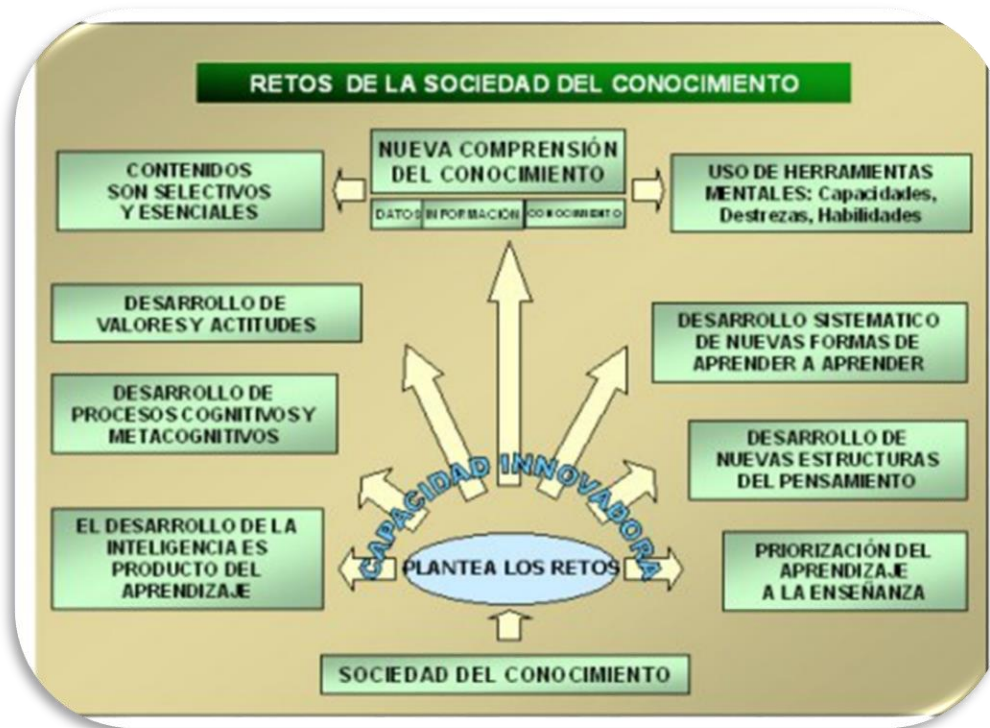 RETOS DE LA SOCIEDAD DEL CONOCIMIENTO
NUEVA COMPRENSIÓN
DEL CONOCIMIENTO
DATOS INFORMACIÓN CONOCIMIENTO
CONTENIDOS
SON SELECTIVOS
Y ESENCIALES
USO DE HERRAMIENTAS
MENTALES: Capacidades,
Destrezas, Habilidades
DESARROLLO DE
VALORES Y ACTITUDES
DESARROLLO SISTEMATICO
DE NUEVAS FORMAS DE
APRENDER A APRENDER
DESARROLLO DE
PROCESOS COGNITIVOS Y
METACOGNITIVOS
DESARROLLO DE
NUEVAS ESTRUCTURAS
DEL PENSAMIENTO
EL DESARROLLO DE LA
INTELIGENCIA ES
PRODUCTO DEL
APRENDIZAJE
PRIORIZACIÓN DEL
APRENDIZAJE
A LA ENSEÑANZA
CAPACIDAD INNOVADORA
PLANTEA LOS RETOS
SOCIEDAD DEL CONOCIMIENTO